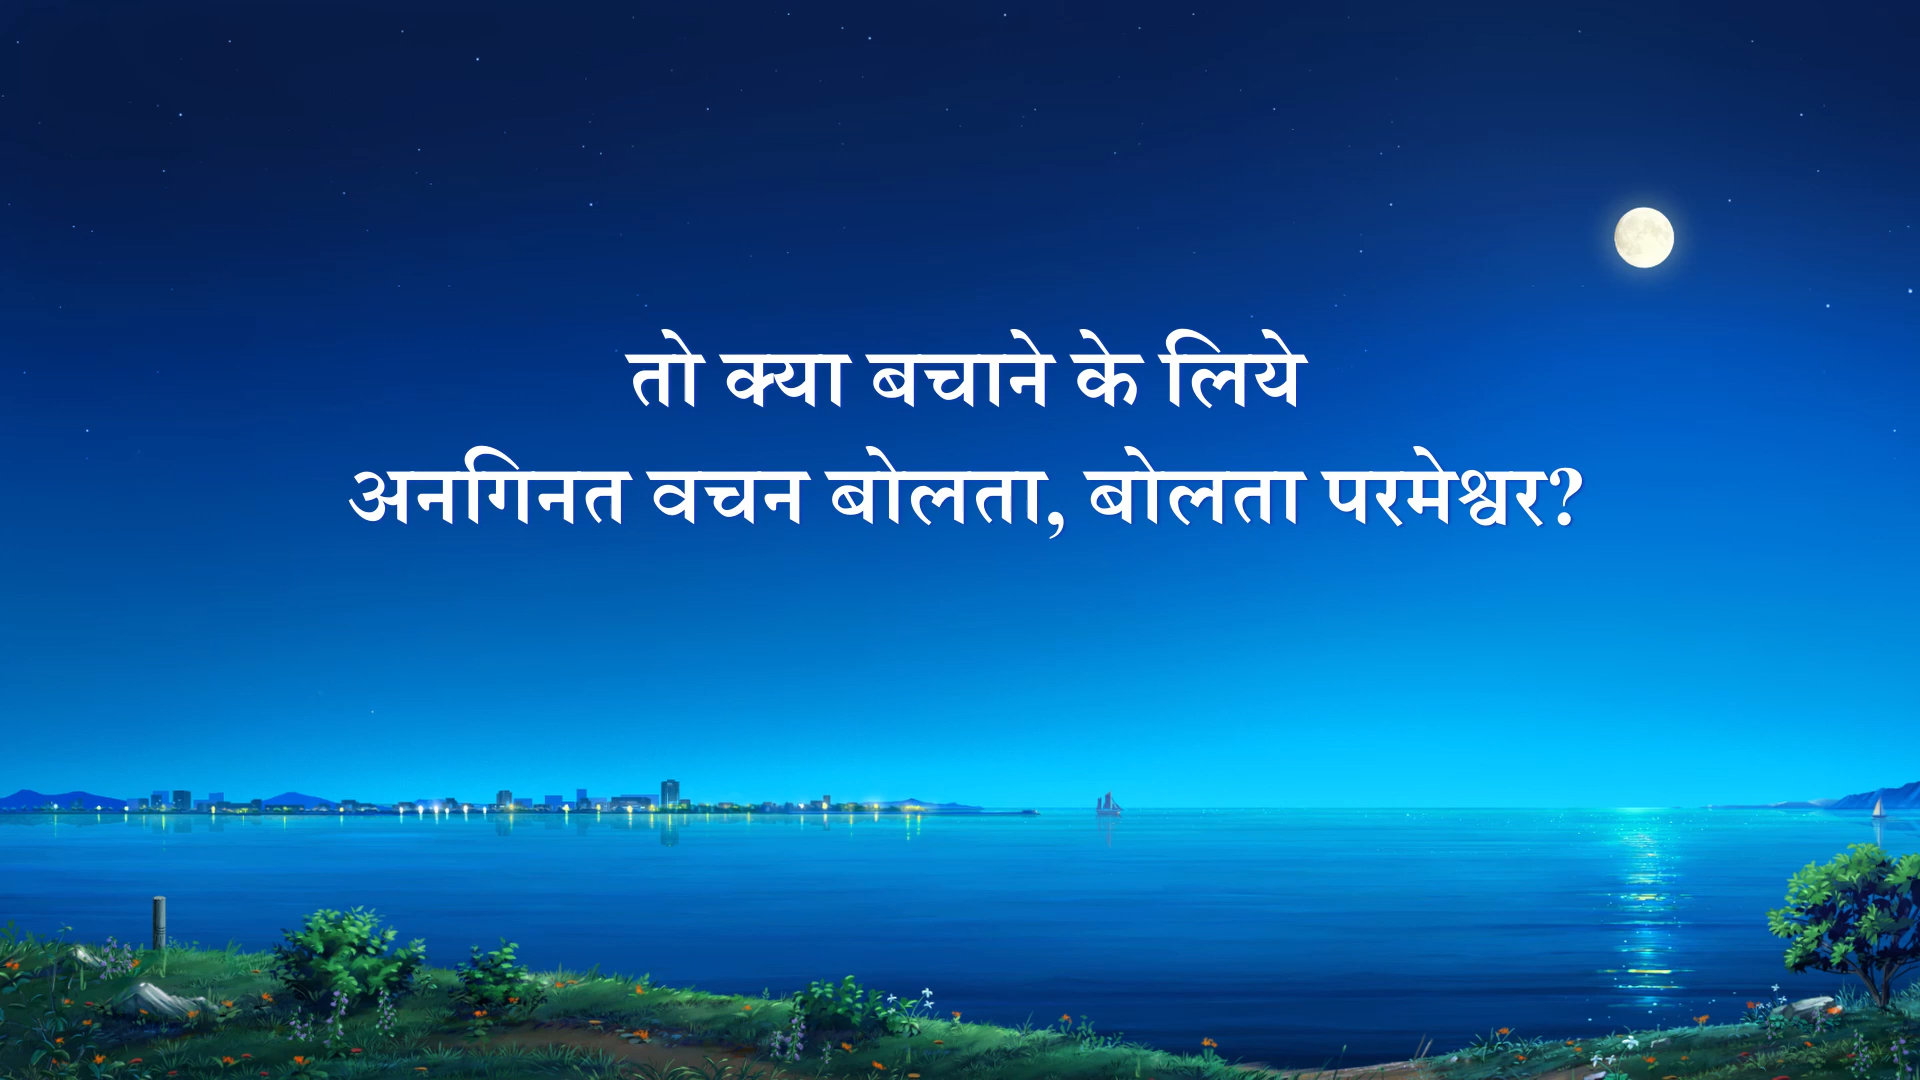 तो क्या बचाने के लिये
अनगिनत वचन बोलता, बोलता परमेश्वर?